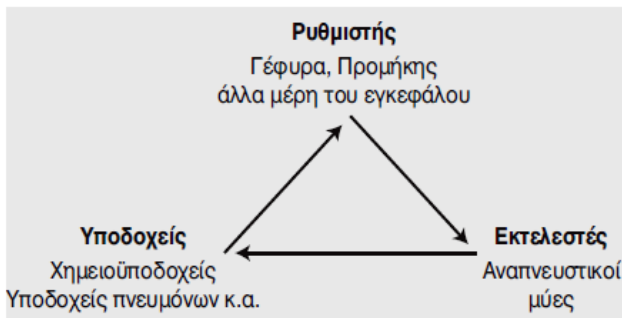 Ρυθμιστής
Γέφυρα, Προμήκης
άλλα μέρη του εγκεφάλου
Υποδοχείς
Χημειοϋποδοχείς
Υποδοχείς πνευμόνων κ.α.
Εκτελεστές
Αναπνευστικοί
μύες